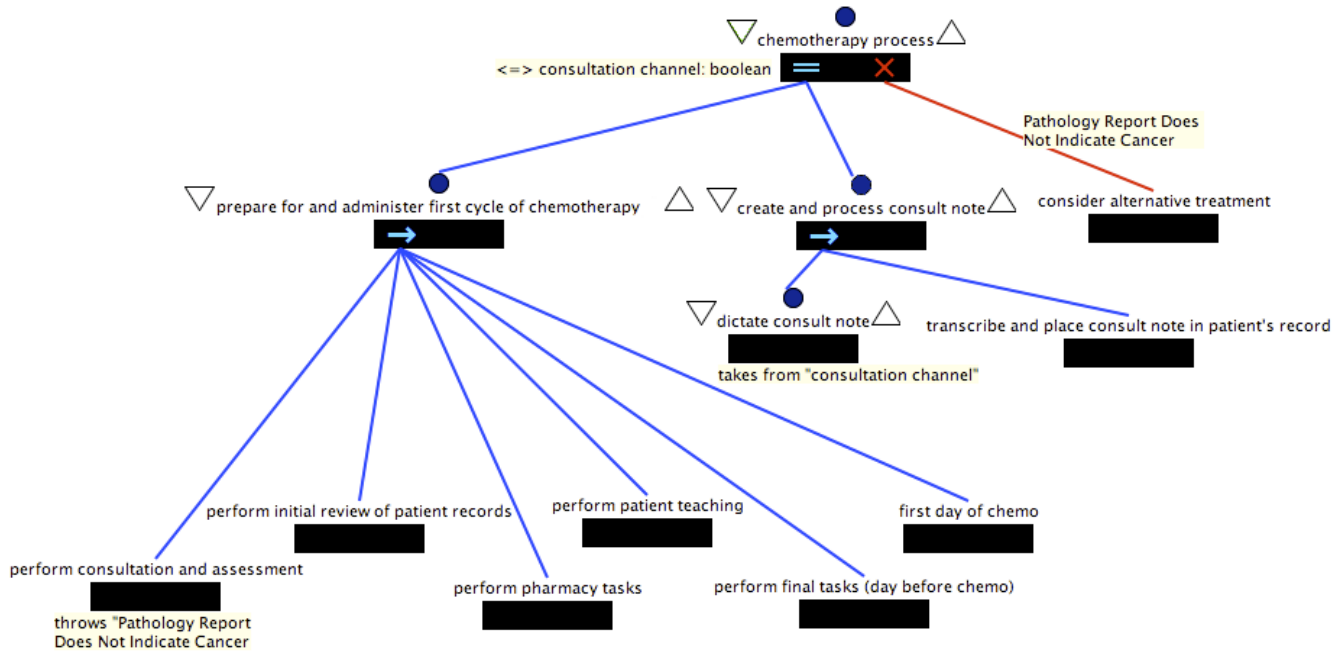 chemotherapy process
<=> consultation channel: boolean
Pathology Report Does
Not Indicate Cancer
prepare for and administer first cycle of chemotherapy
create and process consult note
consider alternative treatment
dictate consult note
transcribe and place consult note in patient's record
takes from "consultation channel"
perform initial review of patient records
perform patient teaching
first day of chemo
perform consultation and assessment
perform pharmacy tasks
perform final tasks (day before chemo)
throws "Pathology Report
Does Not Indicate Cancer